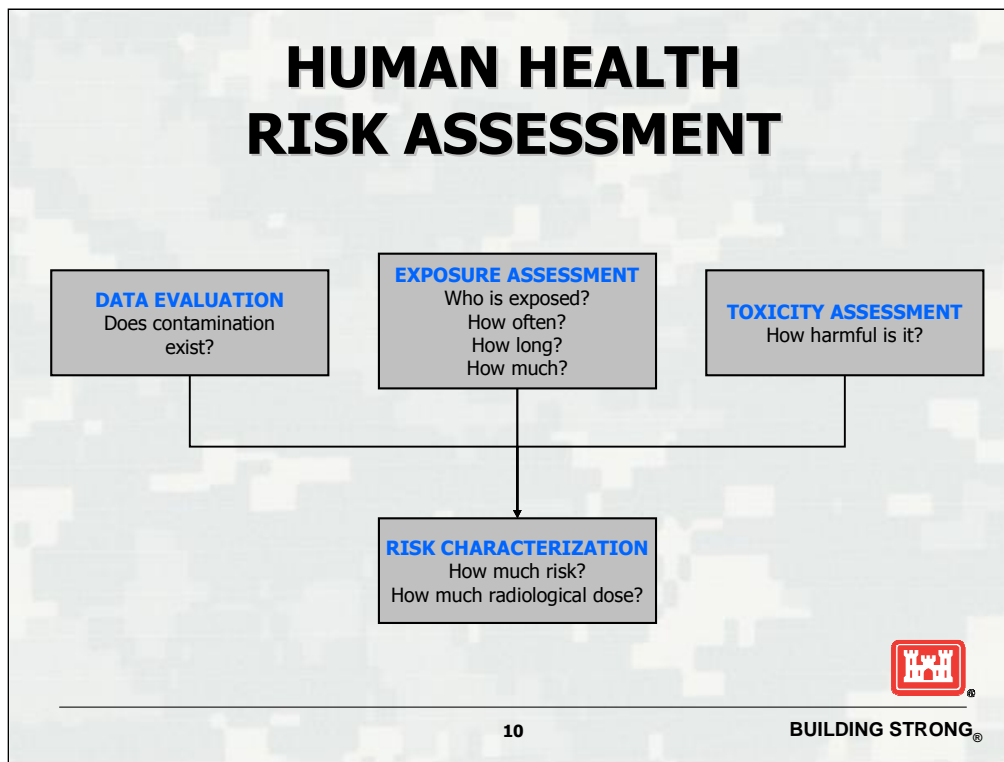 HUMAN HEALTH
RISK ASSESSMENT
DATA EVALUATION
Does contamination
exist?
EXPOSURE ASSESSMENT
Who is exposed?
How often?
How long?
How much?
TOXICITY ASSESSMENT
How harmful is it?
RISK CHARACTERIZATION
How much risk?
How much radiological dose?
®
10
BUILDING STRONG®